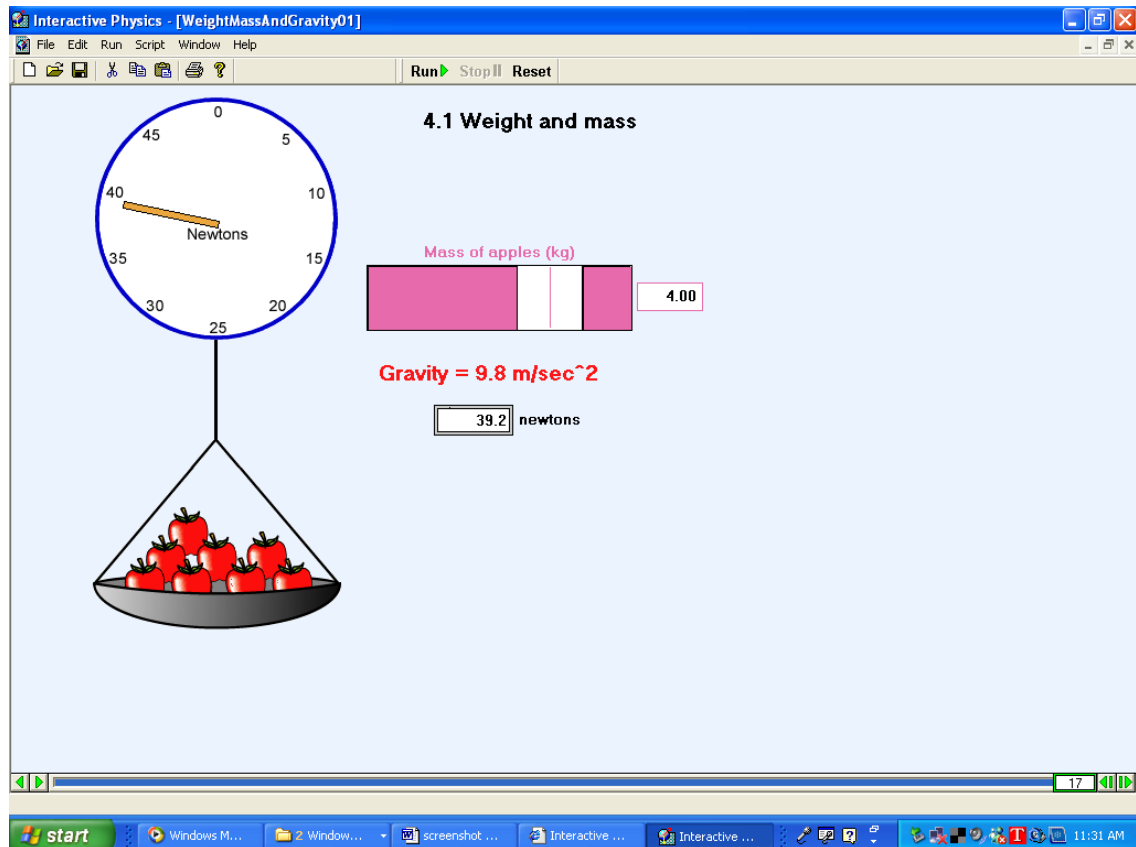 Interactive Physics - [WeightMassAndGravity01]
File Edit Run Script Window Help
Run Stop Reset
4.1 Weight and mass
0
5
10
15
20
25
30
35
40
45
Newtons
Mass of apples (kg)
4.00
Gravity = 9.8 m/sec^2
39.2 newtons
17
start Windows M... 2 Window... screenshot ... Interactive ... Interactive ... 11:31 AM